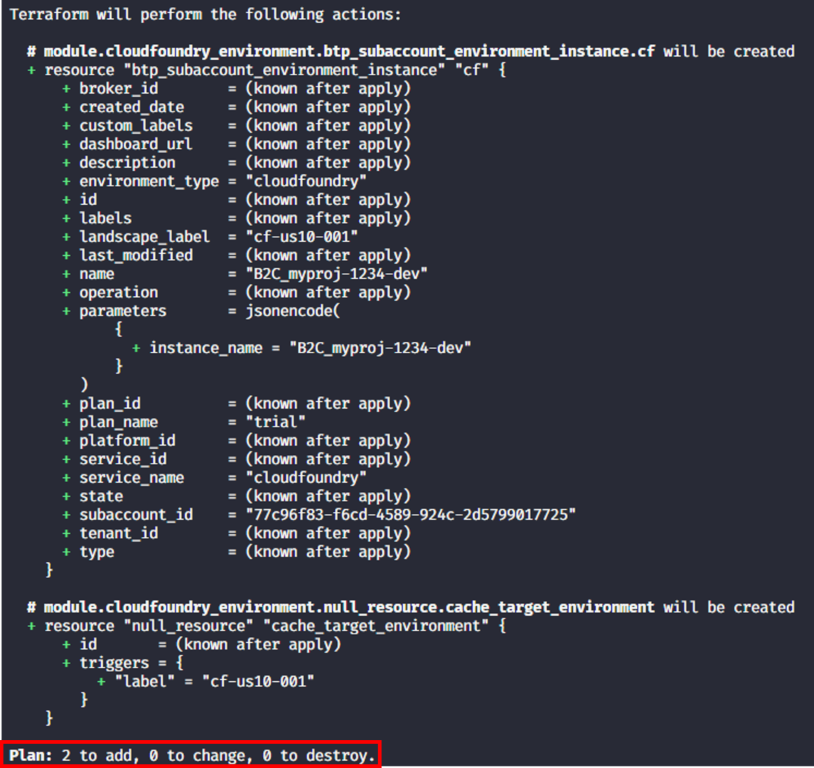 Terraform will perform the following actions:
# module.cloudfoundry_environment.btp_subaccount_environment_instance.cf will be created
+ resource "btp_subaccount_environment_instance" "cf" {
+ broker_id = (known after apply)
+ created_date = (known after apply)
+ custom_labels = (known after apply)
+ dashboard_url = (known after apply)
+ description = (known after apply)
+ environment_type = "cloudfoundry"
+ id = (known after apply)
+ labels = (known after apply)
+ landscape_label = "cf-us10-001"
+ last_modified = (known after apply)
+ name = "B2C_myproj-1234-dev"
+ operation = (known after apply)
+ parameters = jsonencode(
{
+ instance_name = "B2C_myproj-1234-dev"
}
)
+ plan_id = (known after apply)
+ plan_name = "trial"
+ platform_id = (known after apply)
+ service_id = (known after apply)
+ service_name = "cloudfoundry"
+ state = (known after apply)
+ subaccount_id = "77c96f83-f6cd-4589-924c-2d5799017725"
+ tenant_id = (known after apply)
+ type = (known after apply)
}
# module.cloudfoundry_environment.null_resource.cache_target_environment will be created
+ resource "null_resource" "cache_target_environment" {
+ id = (known after apply)
+ triggers = {
+ "label" = "cf-us10-001"
}
}
Plan: 2 to add, 0 to change, 0 to destroy.